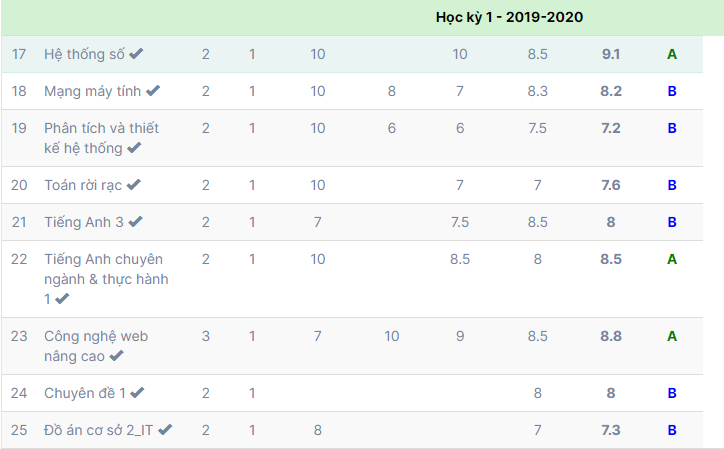 Học kỳ 1 - 2019-2020
17 Hệ thống số ✔ 2 1 10 10 8.5 9.1 A
18 Mạng máy tính ✔ 2 1 10 8 7 8.3 8.2 B
19 Phân tích và thiết 2 1 10 6 6 7.5 7.2 B
kế hệ thống ✔
20 Toán rời rạc ✔ 2 1 10 7 7 7.6 B
21 Tiếng Anh 3 ✔ 2 1 7 7.5 8.5 8 B
22 Tiếng Anh chuyên 2 1 10 8.5 8 8.5 A
ngành & thực hành
1 ✔
23 Công nghệ web 3 1 7 10 9 8.5 8.8 A
nâng cao ✔
24 Chuyên đề 1 ✔ 2 1 8 8 B
25 Đồ án cơ sở 2_IT ✔ 2 1 8 7 7.3 B